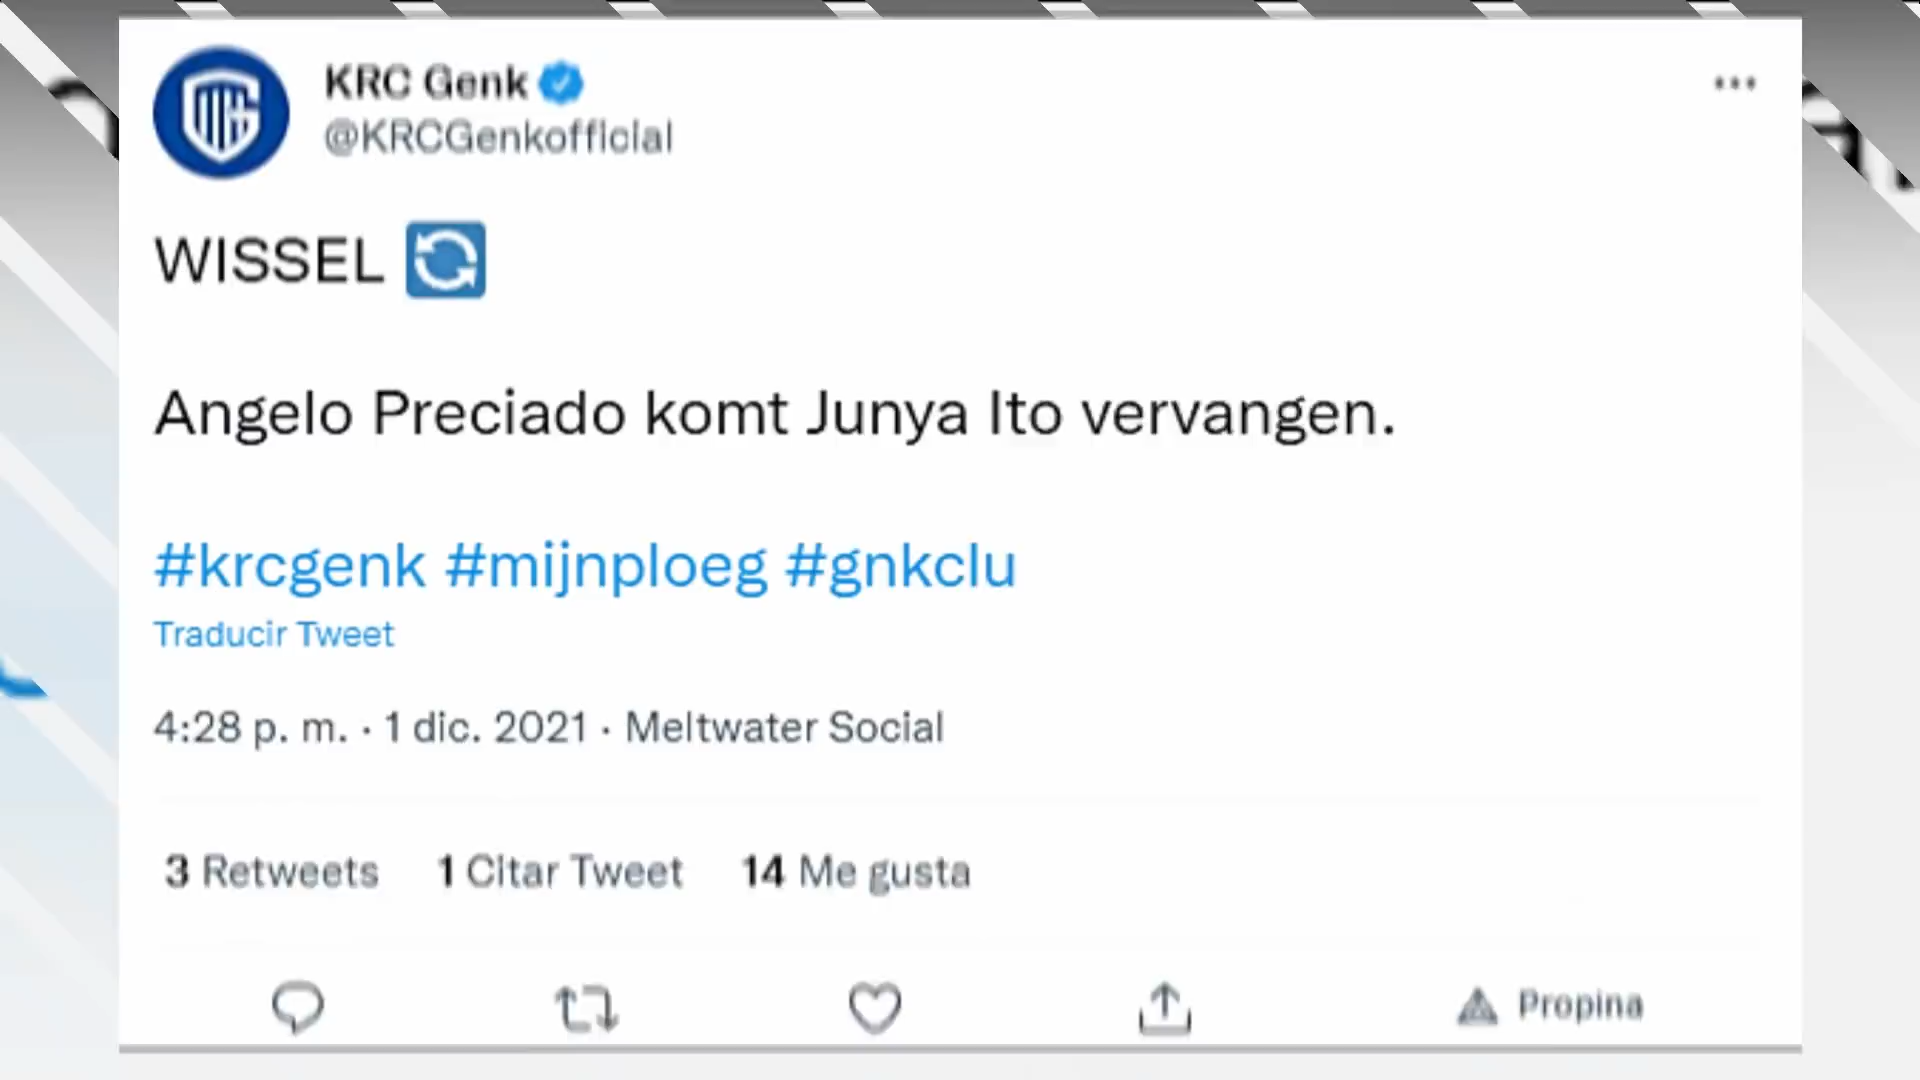 KRC Genk
@KRCGenkofficial
WISSEL
Angelo Preciado komt Junya Ito vervangen.
#krcgenk #mijnploeg #gnkclu
Traducir Tweet
4:28 p. m. · 1 dic. 2021 · Meltwater Social
3 Retweets 1 Citar Tweet 14 Me gusta
Propina